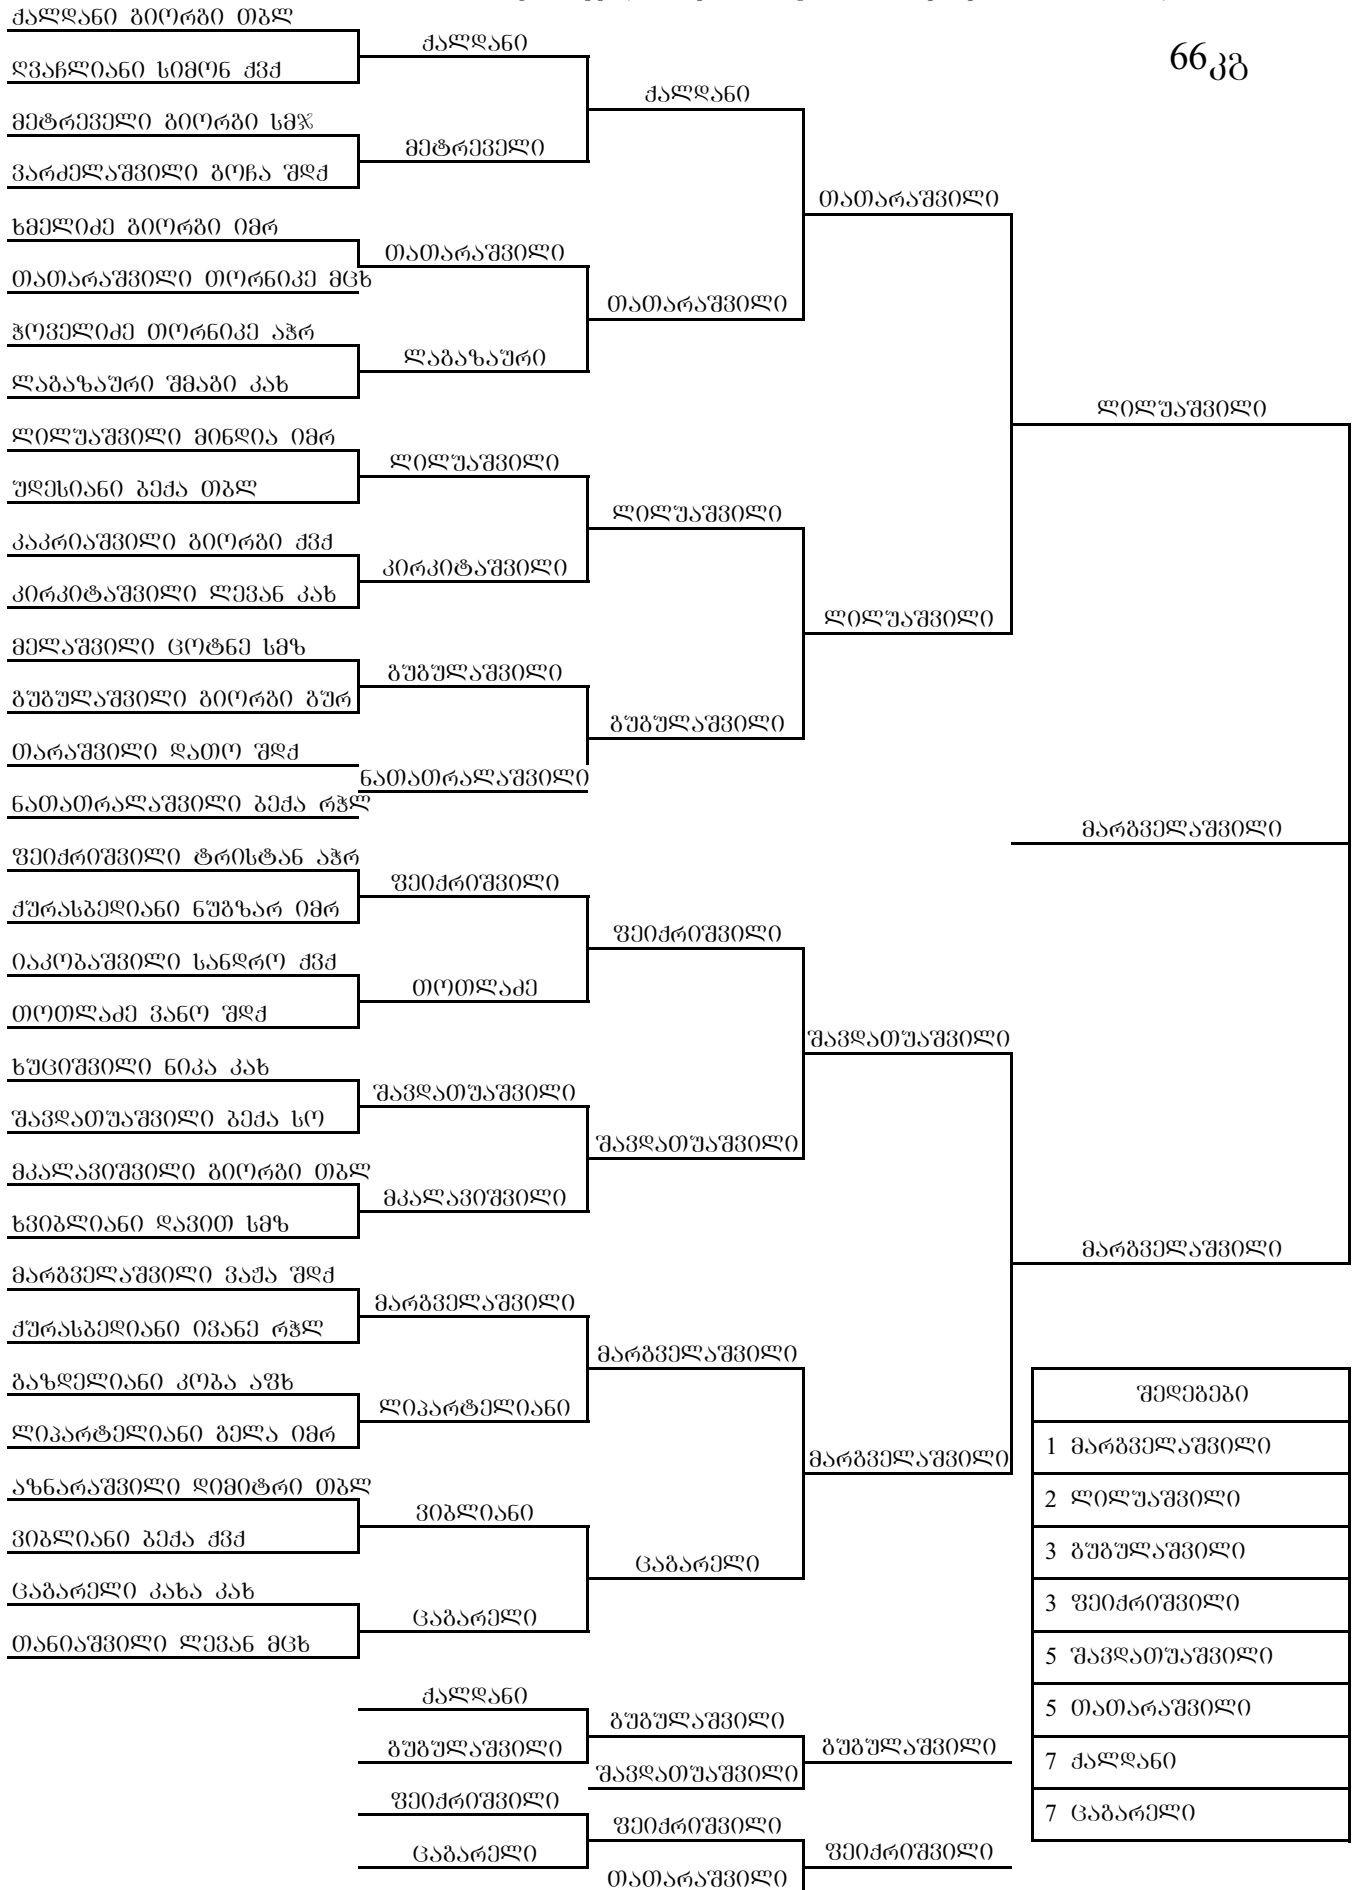 66კგ
ქალდანი გიორგი თბლ
ღვაჩლიანი სიმონ ქვქ
მეტრეველი გიორგი სმ%
ვარძელაშვილი გოჩა შდქ
ხმელიძე გიორგი იმრ
თათარაშვილი თორნიკე მცხ
ჭოველიძე თორნიკე აჭრ
ლაგაზაური შმაგი კახ
ლილუაშვილი მინდია იმრ
უდესიანი ბექა თბლ
კაკრიაშვილი გიორგი ქვქ
კირკიტაშვილი ლევან კახ
მელაშვილი ცოტნე სმზ
გუგულაშვილი გიორგი გურ
თარაშვილი დათო შდქ
ნათათრალაშვილი ბექა რჭლ
ფეიქრიშვილი ტრისტან აჭრ
ქურასბედიანი ნუგზარ იმრ
იაკობაშვილი სანდრო ქვქ
თოთლაძე ვანო შდქ
ხუციშვილი ნიკა კახ
შავდათუაშვილი ბექა სო
მკალავიშვილი გიორგი თბლ
ხვიბლიანი დავით სმზ
მარგველაშვილი ვაჟა შდქ
ქურასბედიანი ივანე რჭლ
გაზდელიანი კობა აფხ
ლიპარტელიანი გელა იმრ
აზნარაშვილი დიმიტრი თბლ
ვიბლიანი ბექა ქვქ
ცაგარელი კახა კახ
თანიაშვილი ლევან მცხ
ქალდანი
მეტრეველი
თათარაშვილი
ლაგაზაური
ლილუაშვილი
კირკიტაშვილი
გუგულაშვილი
ნათათრალაშვილი
ფეიქრიშვილი
თოთლაძე
შავდათუაშვილი
მკალავიშვილი
მარგველაშვილი
ლიპარტელიანი
ვიბლიანი
ცაგარელი
ქალდანი
თათარაშვილი
ლილუაშვილი
გუგულაშვილი
ფეიქრიშვილი
შავდათუაშვილი
მარგველაშვილი
ცაგარელი
თათარაშვილი
ლილუაშვილი
შავდათუაშვილი
მარგველაშვილი
ლილუაშვილი
მარგველაშვილი
მარგველაშვილი
ქალდანი
გუგულაშვილი
ფეიქრიშვილი
ცაგარელი
გუგულაშვილი
შავდათუაშვილი
ფეიქრიშვილი
თათარაშვილი
გუგულაშვილი
ფეიქრიშვილი
შედეგები
1 მარგველაშვილი
2 ლილუაშვილი
3 გუგულაშვილი
3 ფეიქრიშვილი
5 შავდათუაშვილი
5 თათარაშვილი
7 ქალდანი
7 ცაგარელი